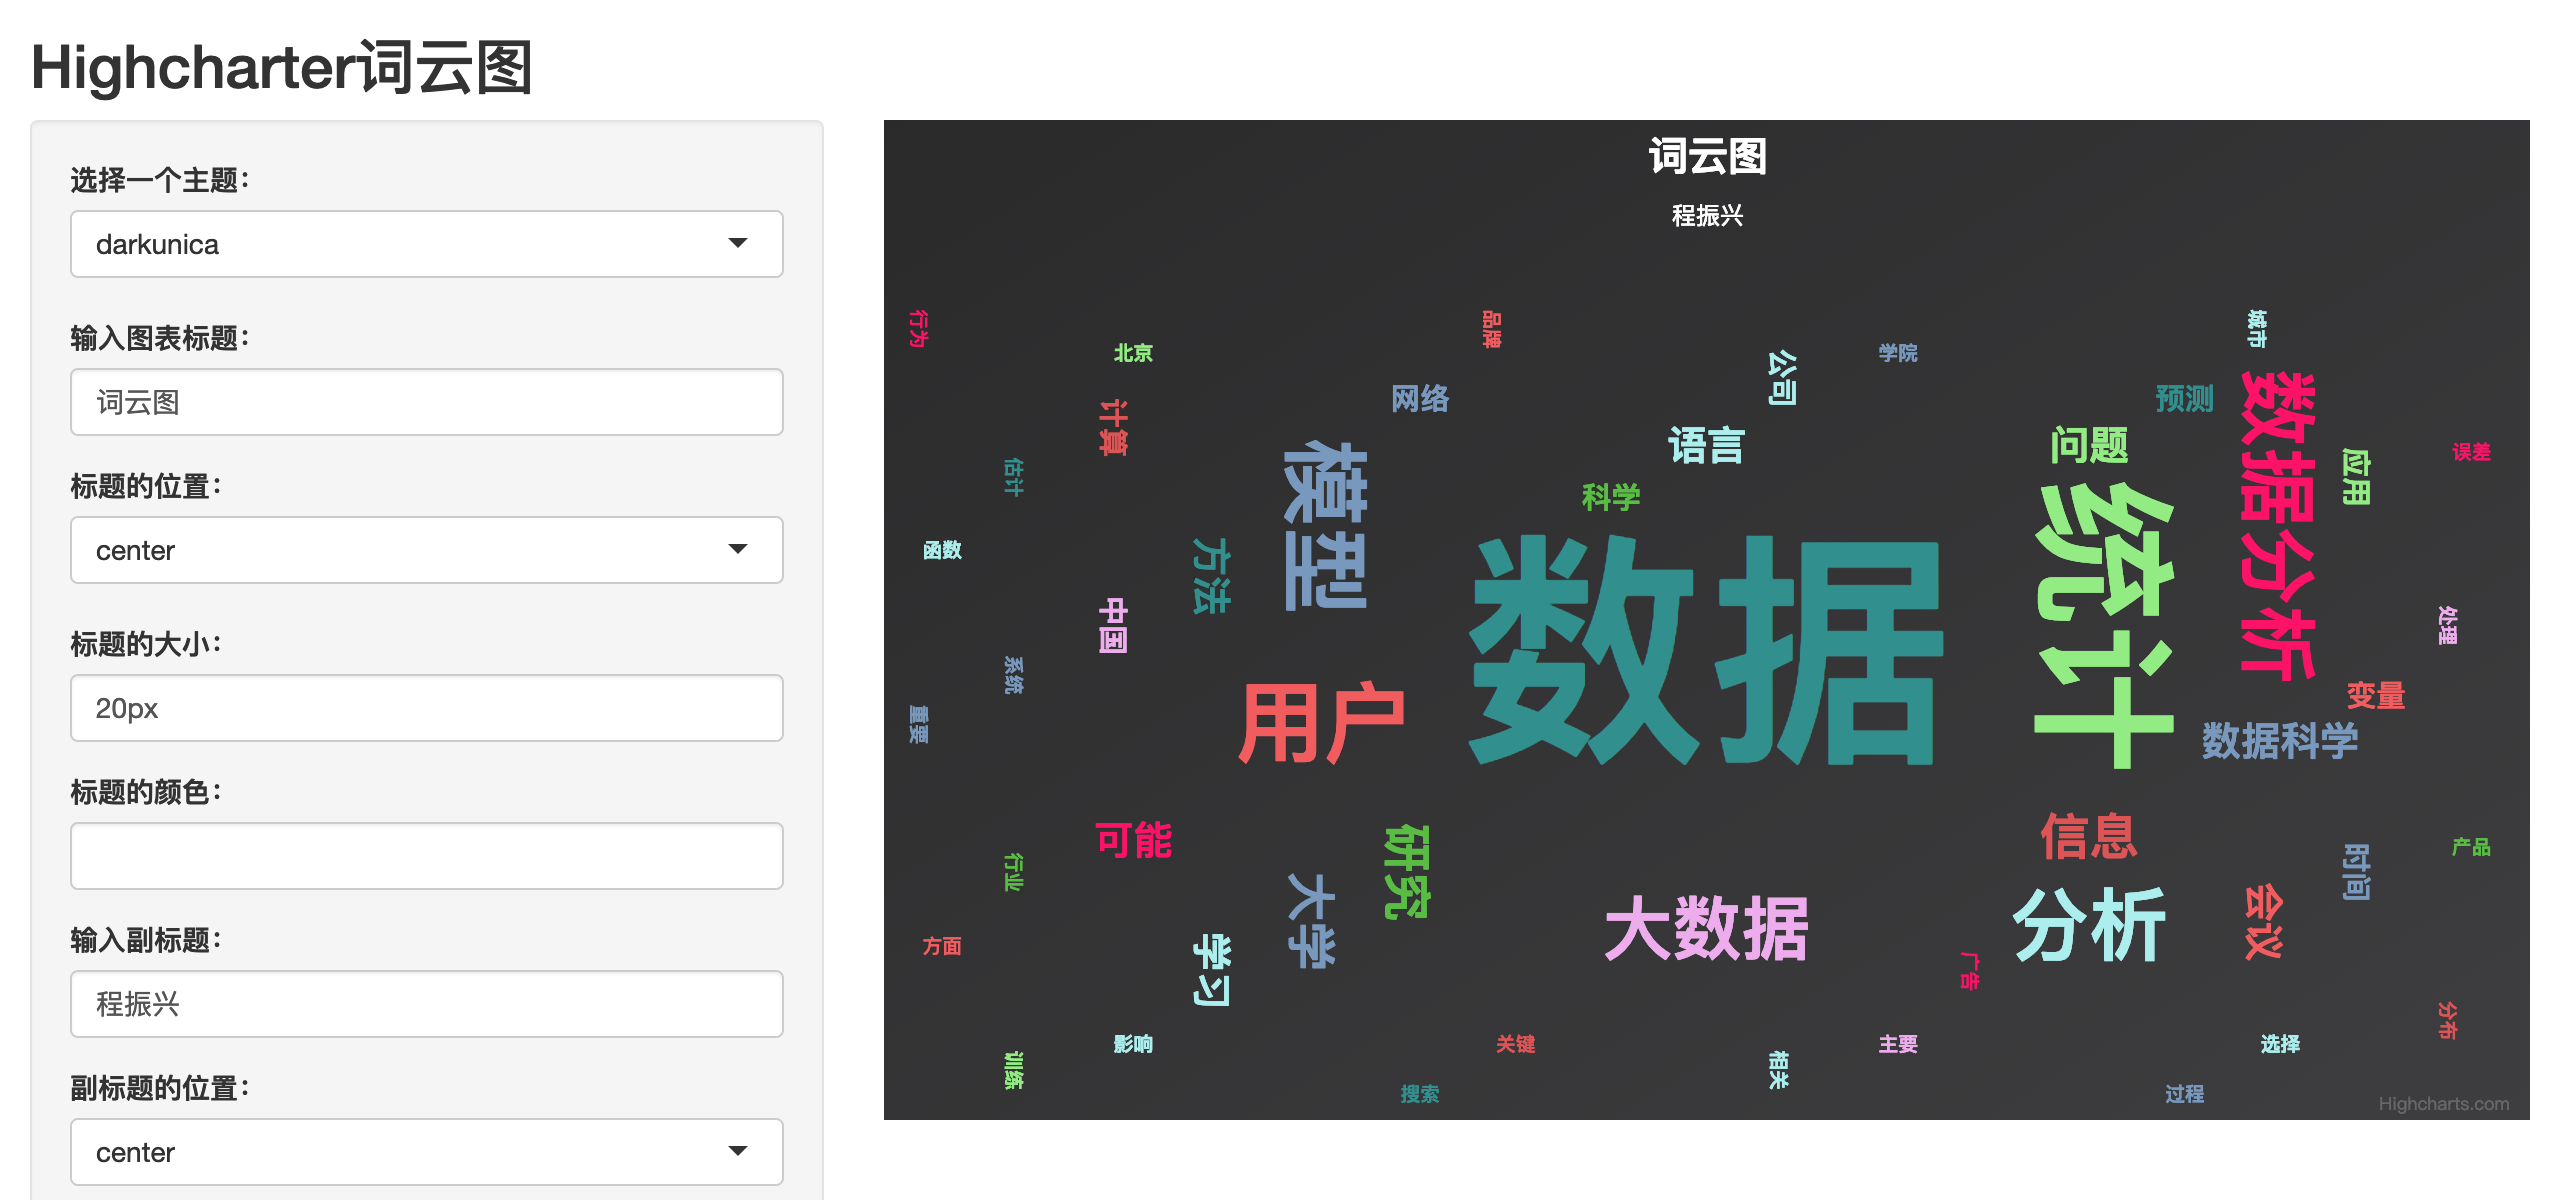 Highcharter词云图
选择一个主题：
darkunica
输入图表标题：
词云图
标题的位置：
center
标题的大小：
20px
标题的颜色：
输入副标题：
程振兴
副标题的位置：
center
词云图
程振兴
行为
品牌
城市
北京
公司
学院
网络
预测
计算
数据分析
语言
问题
误差
估计
模型
科学
应用
函数
方法
数据
统计
中国
处理
系统
用户
变量
重要
数据科学
可能
研究
信息
产品
行业
大学
时间
大数据
分析
会议
方面
学习
广告
分布
影响
关键
主要
选择
训练
相关
搜索
过程
Highcharts.com